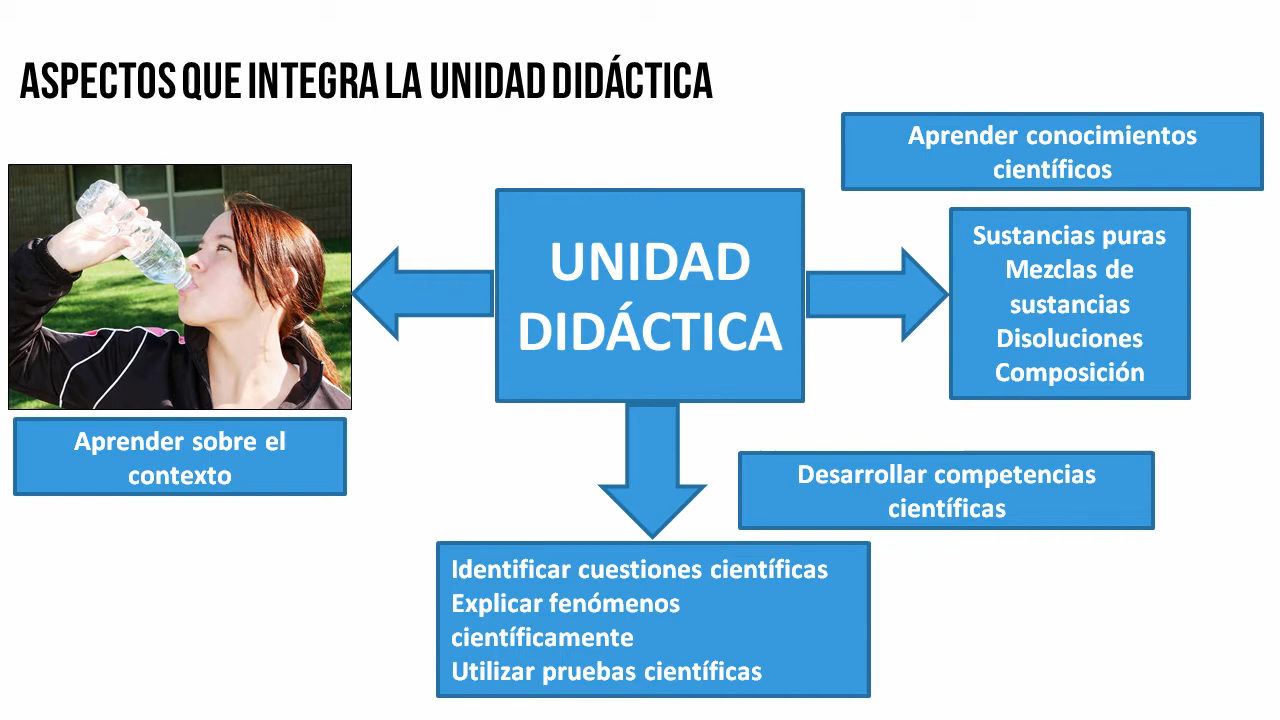 ASPECTOS QUE INTEGRA LA UNIDAD DIDÁCTICA
Aprender conocimientos
científicos
UNIDAD
DIDÁCTICA
Sustancias puras
Mezclas de
sustancias
Disoluciones
Composición
Aprender sobre el
contexto
Desarrollar competencias
científicas
Identificar cuestiones científicas
Explicar fenómenos
científicamente
Utilizar pruebas científicas